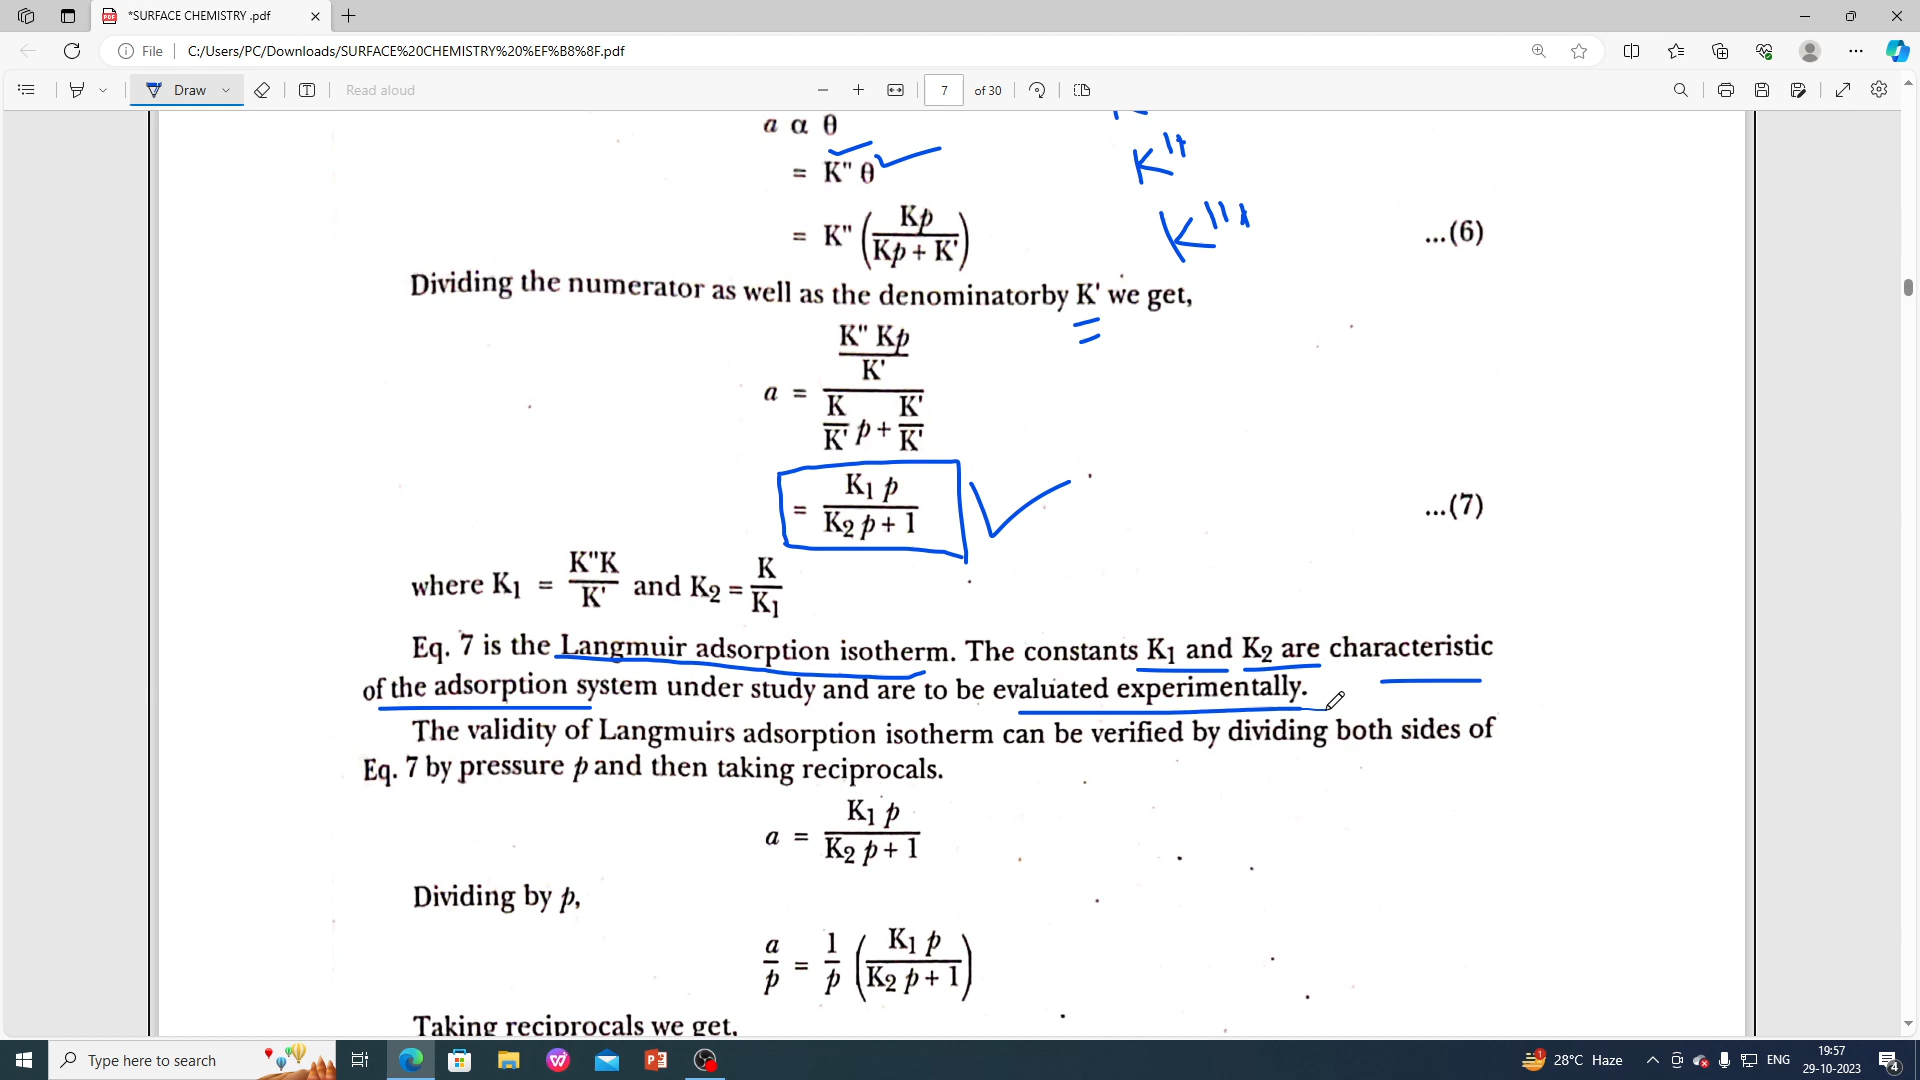 *SURFACE CHEMISTRY .pdf
File
C:/Users/PC/Downloads/SURFACE%20CHEMISTRY%20%EF%B8%8F.pdf
Draw
Read aloud
7 of 30
a α θ
= K" θ
K"
= K" (Kp / (Kp + K')) ...(6)
K'''
Dividing the numerator as well as the denominatorby K' we get,
a = (K" Kp / K') / (K/K' p + K'/K')
= K₁ p / (K₂ p + 1) ...(7)
where K₁ = K"K / K' and K₂ = K / K₁
Eq. 7 is the Langmuir adsorption isotherm. The constants K₁ and K₂ are characteristic
of the adsorption system under study and are to be evaluated experimentally.
The validity of Langmuirs adsorption isotherm can be verified by dividing both sides of
Eq. 7 by pressure p and then taking reciprocals.
a = K₁ p / (K₂ p + 1)
Dividing by p,
a/p = 1/p (K₁ p / (K₂ p + 1))
Taking reciprocals we get,
Type here to search
28°C Haze
ENG
19:57
29-10-2023
4